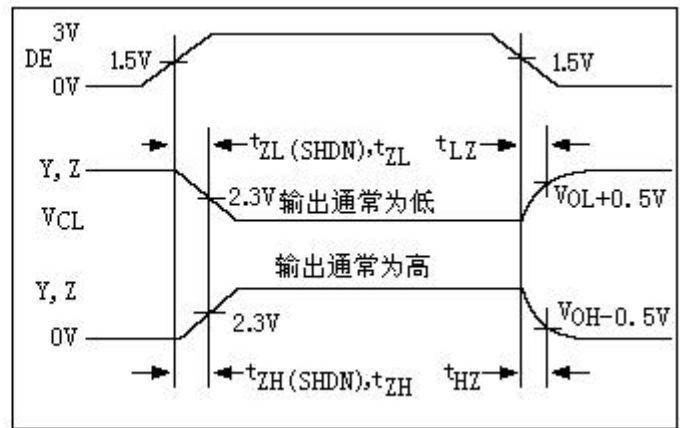 3V
DE
1.5V
1.5V
0V
tZL(SHDN),tZL
tLZ
Y, Z
2.3V
输出通常为低
VOL+0.5V
VCL
输出通常为高
Y, Z
2.3V
VOH-0.5V
0V
tZH(SHDN),tZH
tHZ